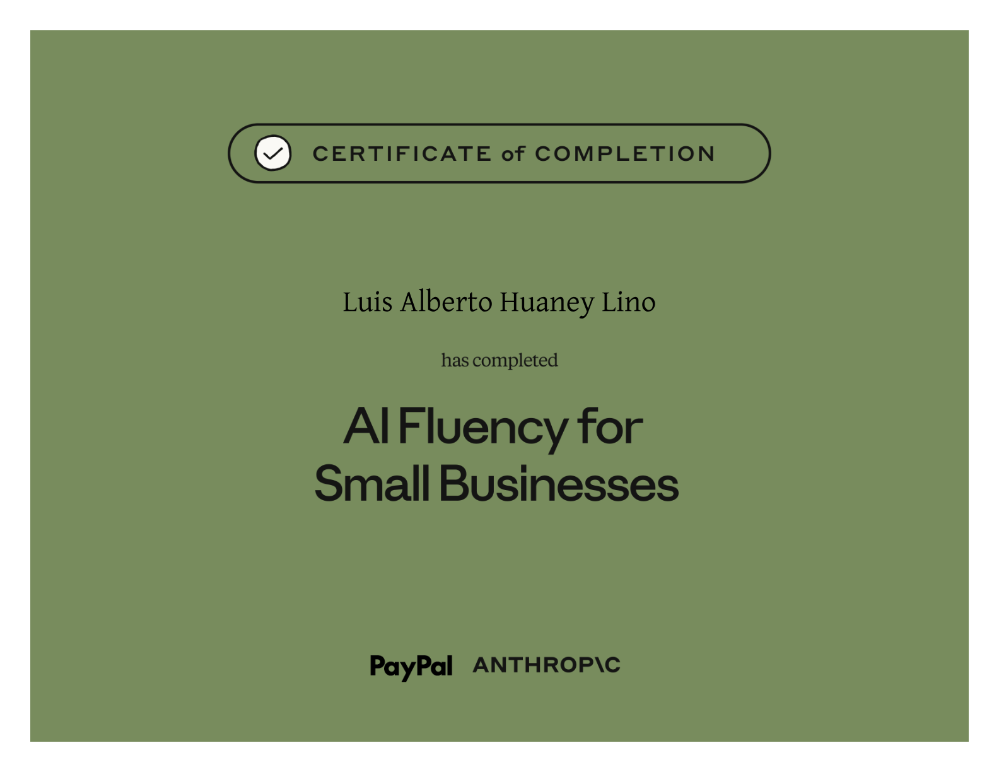 CERTIFICATE of COMPLETION
Luis Alberto Huaney Lino
has completed
AI Fluency for
Small Businesses
PayPal ANTHROP\C